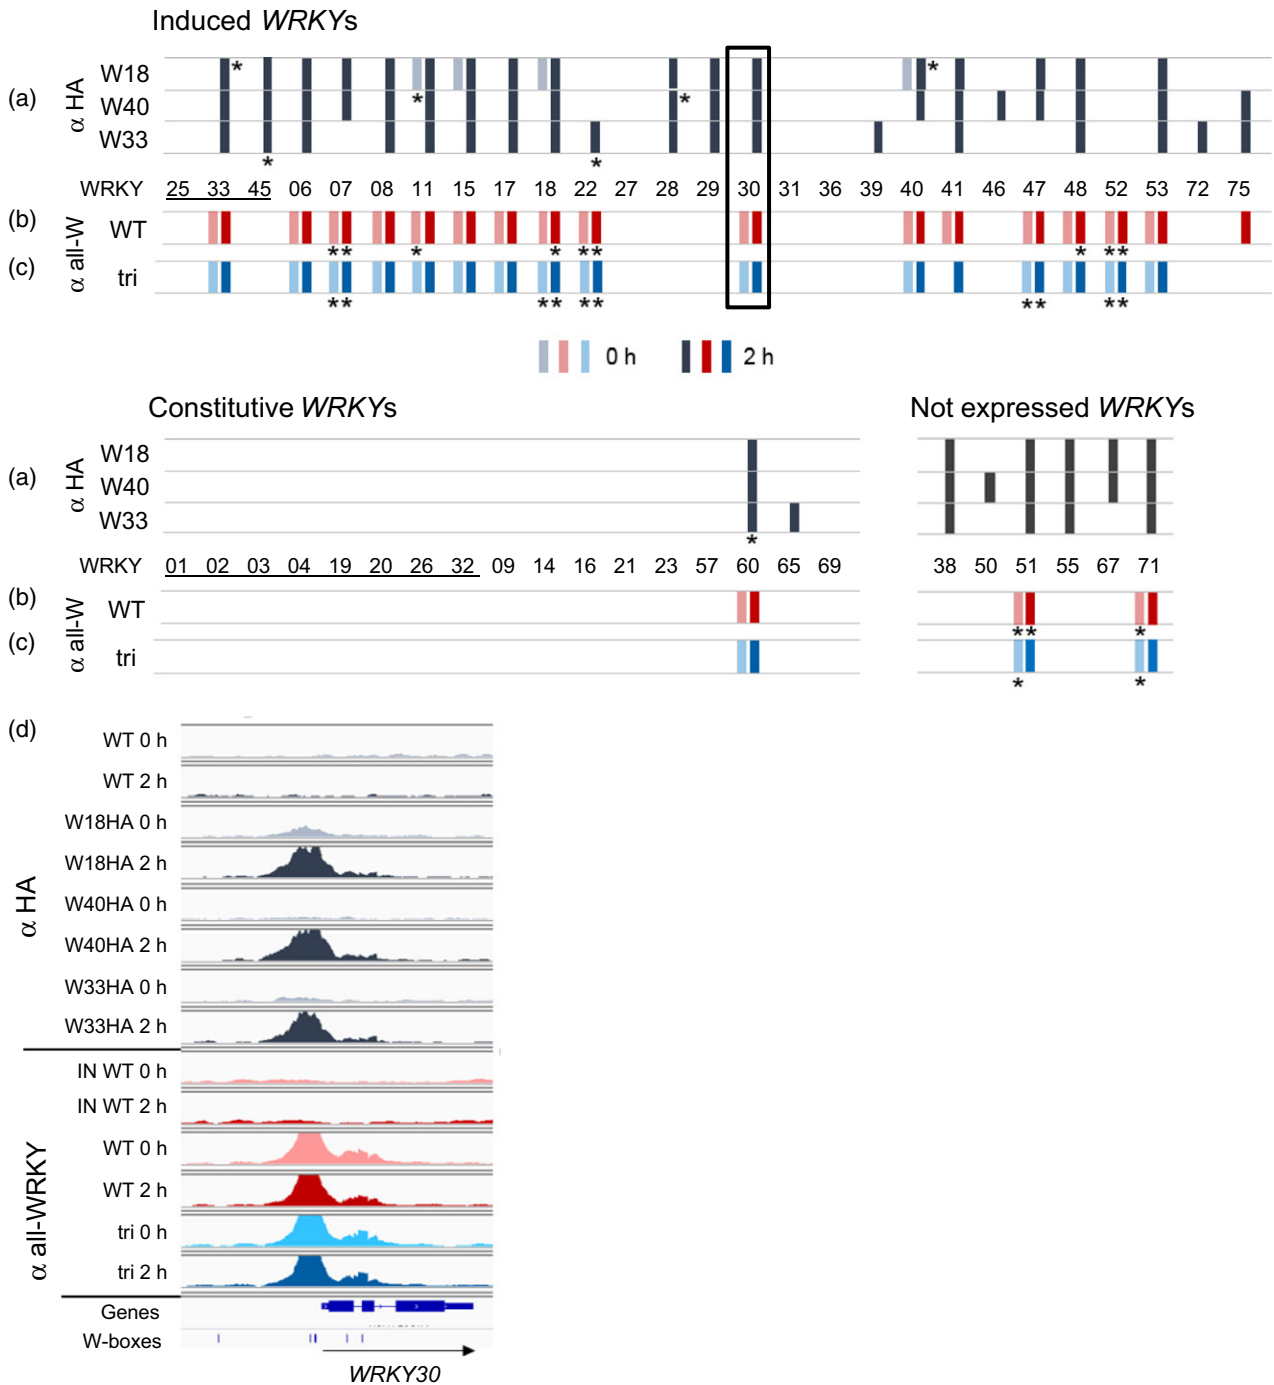 Induced WRKYs
(a)
α HA
W18
W40
W33
*
*
*
*
*
*
WRKY 25 33 45 06 07 08 11 15 17 18 22 27 28 29 30 31 36 39 40 41 46 47 48 52 53 72 75
(b)
α all-W
WT
** * * ** * **
(c)
tri
** ** ** ** **
0 h
2 h
Constitutive WRKYs
Not expressed WRKYs
(a)
α HA
W18
W40
W33
*
WRKY 01 02 03 04 19 20 26 32 09 14 16 21 23 57 60 65 69
38 50 51 55 67 71
(b)
α all-W
WT
** *
(c)
tri
* *
(d)
α HA
WT 0 h
WT 2 h
W18HA 0 h
W18HA 2 h
W40HA 0 h
W40HA 2 h
W33HA 0 h
W33HA 2 h
α all-WRKY
IN WT 0 h
IN WT 2 h
WT 0 h
WT 2 h
tri 0 h
tri 2 h
Genes
W-boxes
WRKY30